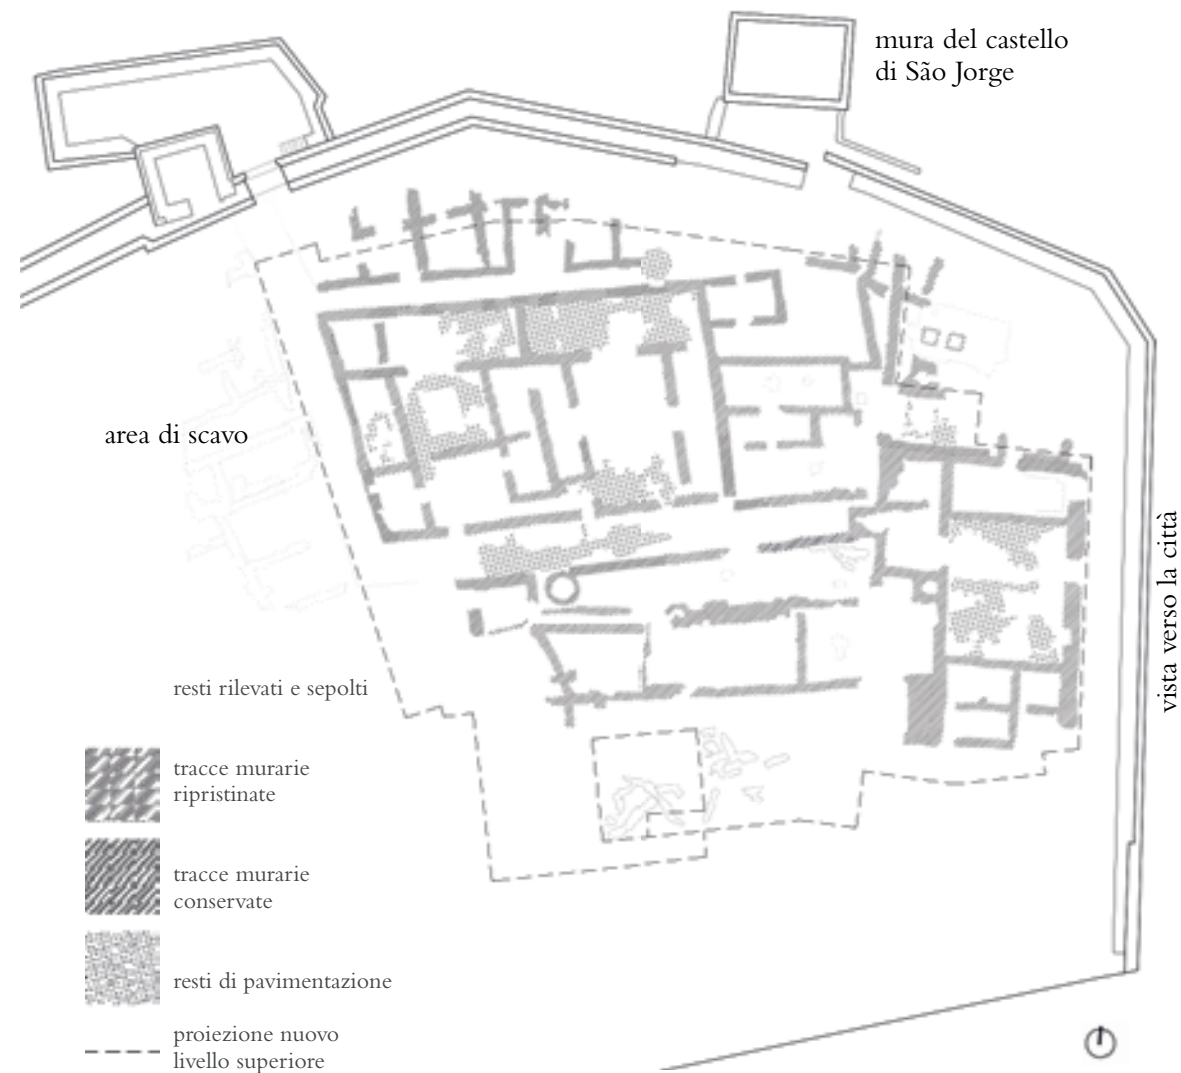 mura del castello
di São Jorge
area di scavo
vista verso la città
resti rilevati e sepolti
tracce murarie
ripristinate
tracce murarie
conservate
resti di pavimentazione
proiezione nuovo
livello superiore